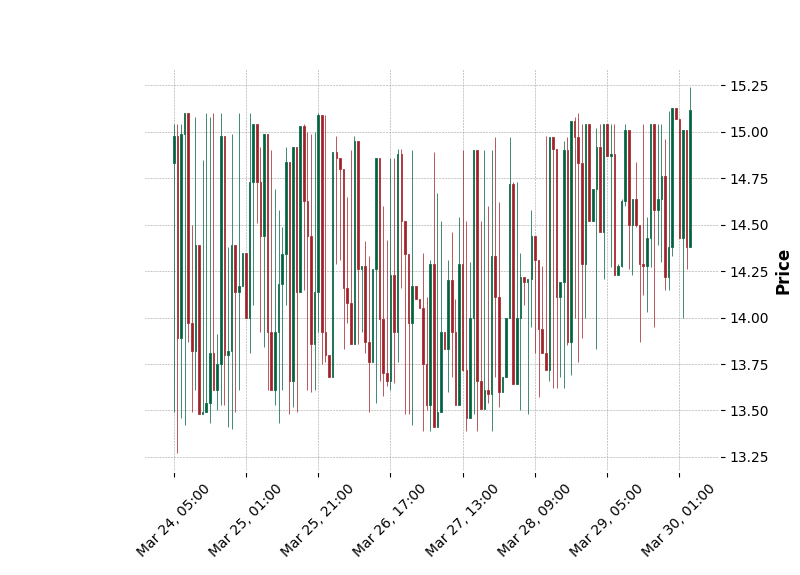 15.25
15.00
14.75
14.50
14.25
14.00
13.75
13.50
13.25
Price
Mar 24, 05:00
Mar 25, 01:00
Mar 25, 21:00
Mar 26, 17:00
Mar 27, 13:00
Mar 28, 09:00
Mar 29, 05:00
Mar 30, 01:00